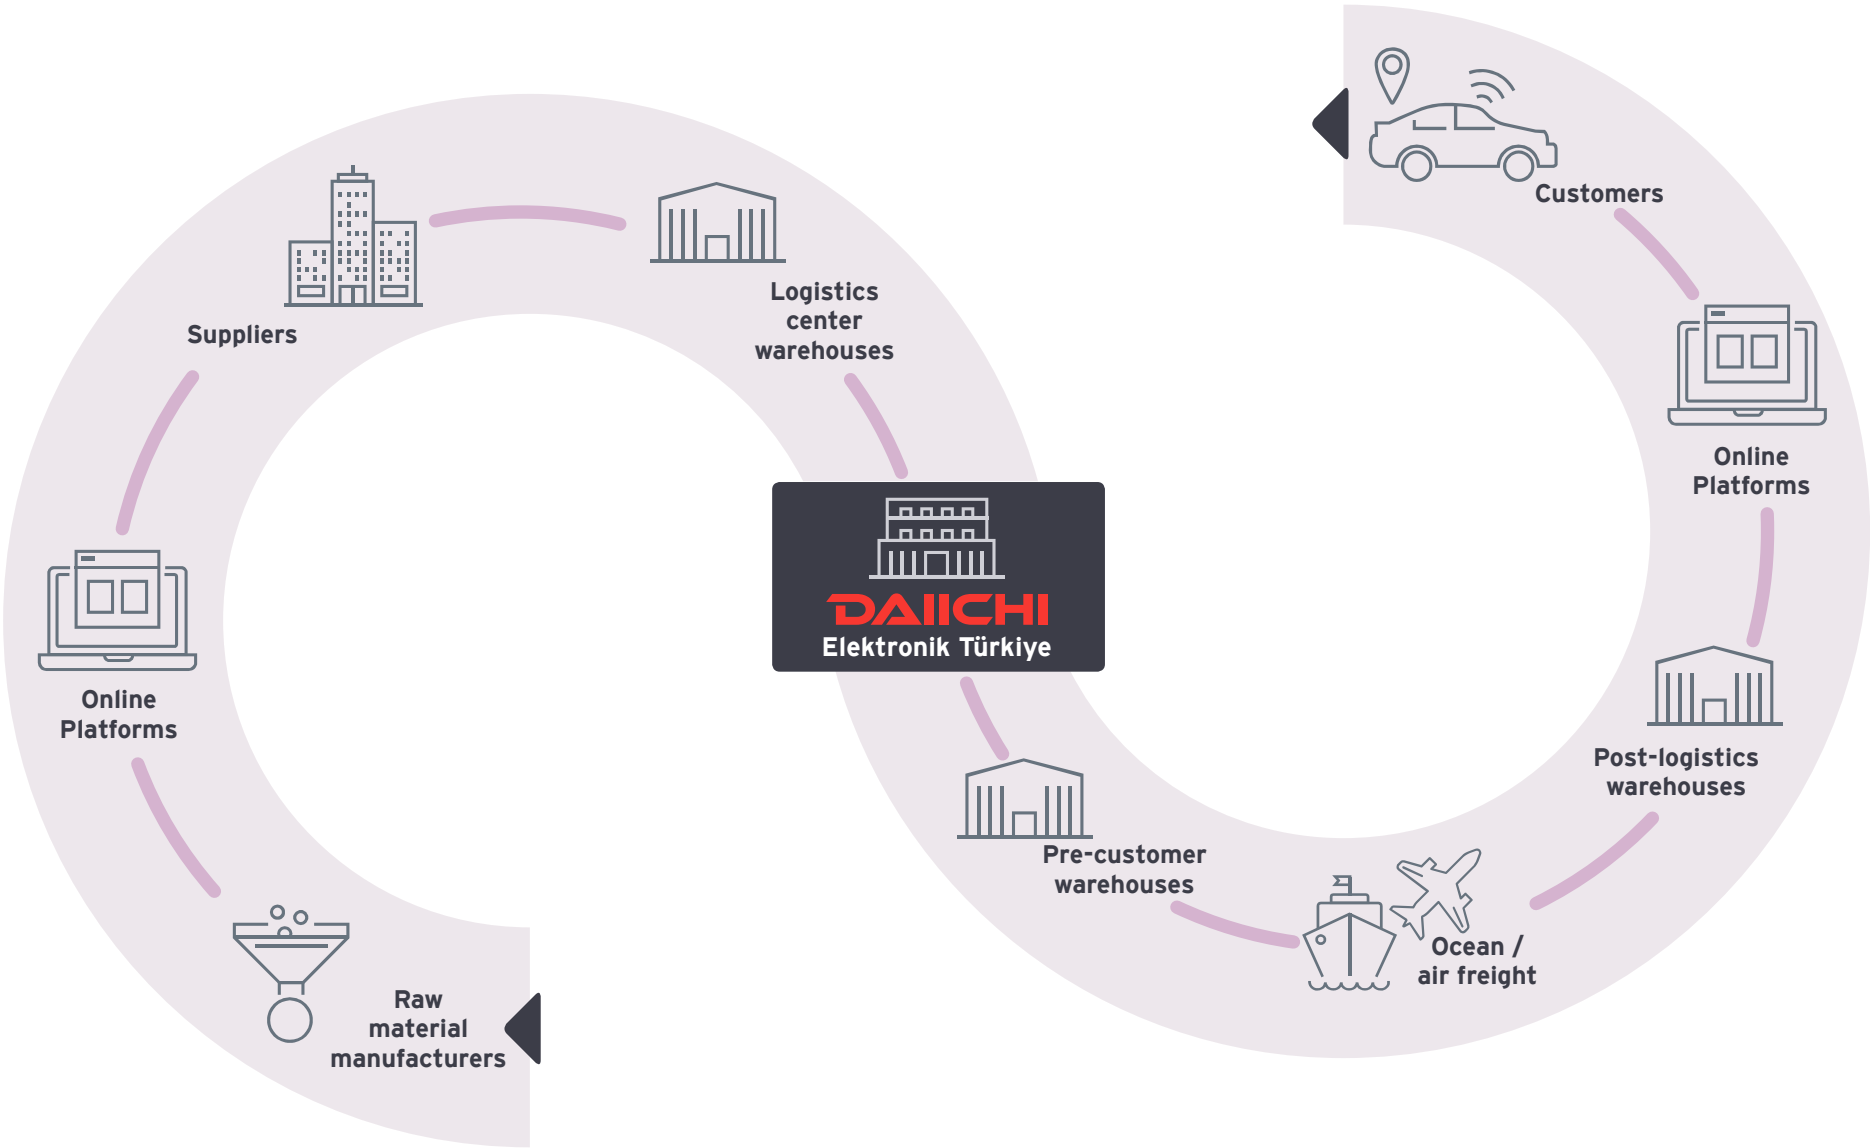 Raw
material
manufacturers
Online
Platforms
Suppliers
Logistics
center
warehouses
DAIICHI
Elektronik Türkiye
Pre-customer
warehouses
Ocean /
air freight
Post-logistics
warehouses
Online
Platforms
Customers